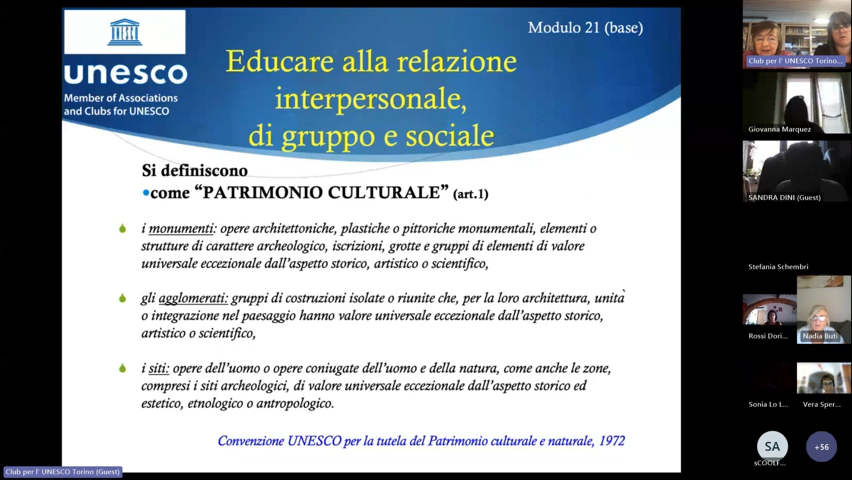 unesco
Member of Associations
and Clubs for UNESCO
Modulo 21 (base)
Educare alla relazione
interpersonale,
di gruppo e sociale
Si definiscono
•come “PATRIMONIO CULTURALE” (art.1)
i monumenti: opere architettoniche, plastiche o pittoriche monumentali, elementi o
strutture di carattere archeologico, iscrizioni, grotte e gruppi di elementi di valore
universale eccezionale dall’aspetto storico, artistico o scientifico,
gli agglomerati: gruppi di costruzioni isolate o riunite che, per la loro architettura, unità
o integrazione nel paesaggio hanno valore universale eccezionale dall’aspetto storico,
artistico o scientifico,
i siti: opere dell’uomo o opere coniugate dell’uomo e della natura, come anche le zone,
compresi i siti archeologici, di valore universale eccezionale dall’aspetto storico ed
estetico, etnologico o antropologico.
Convenzione UNESCO per la tutela del Patrimonio culturale e naturale, 1972
Club per l' UNESCO Torino (Guest)
Club per l' UNESCO Torino...
Giovanna Marquez
SANDRA DINI (Guest)
Stefania Schembri
Rossi Dori...
Nadia Buti
Sonia Lo L...
Vera Sper...
SA
sCOOLF...
+56